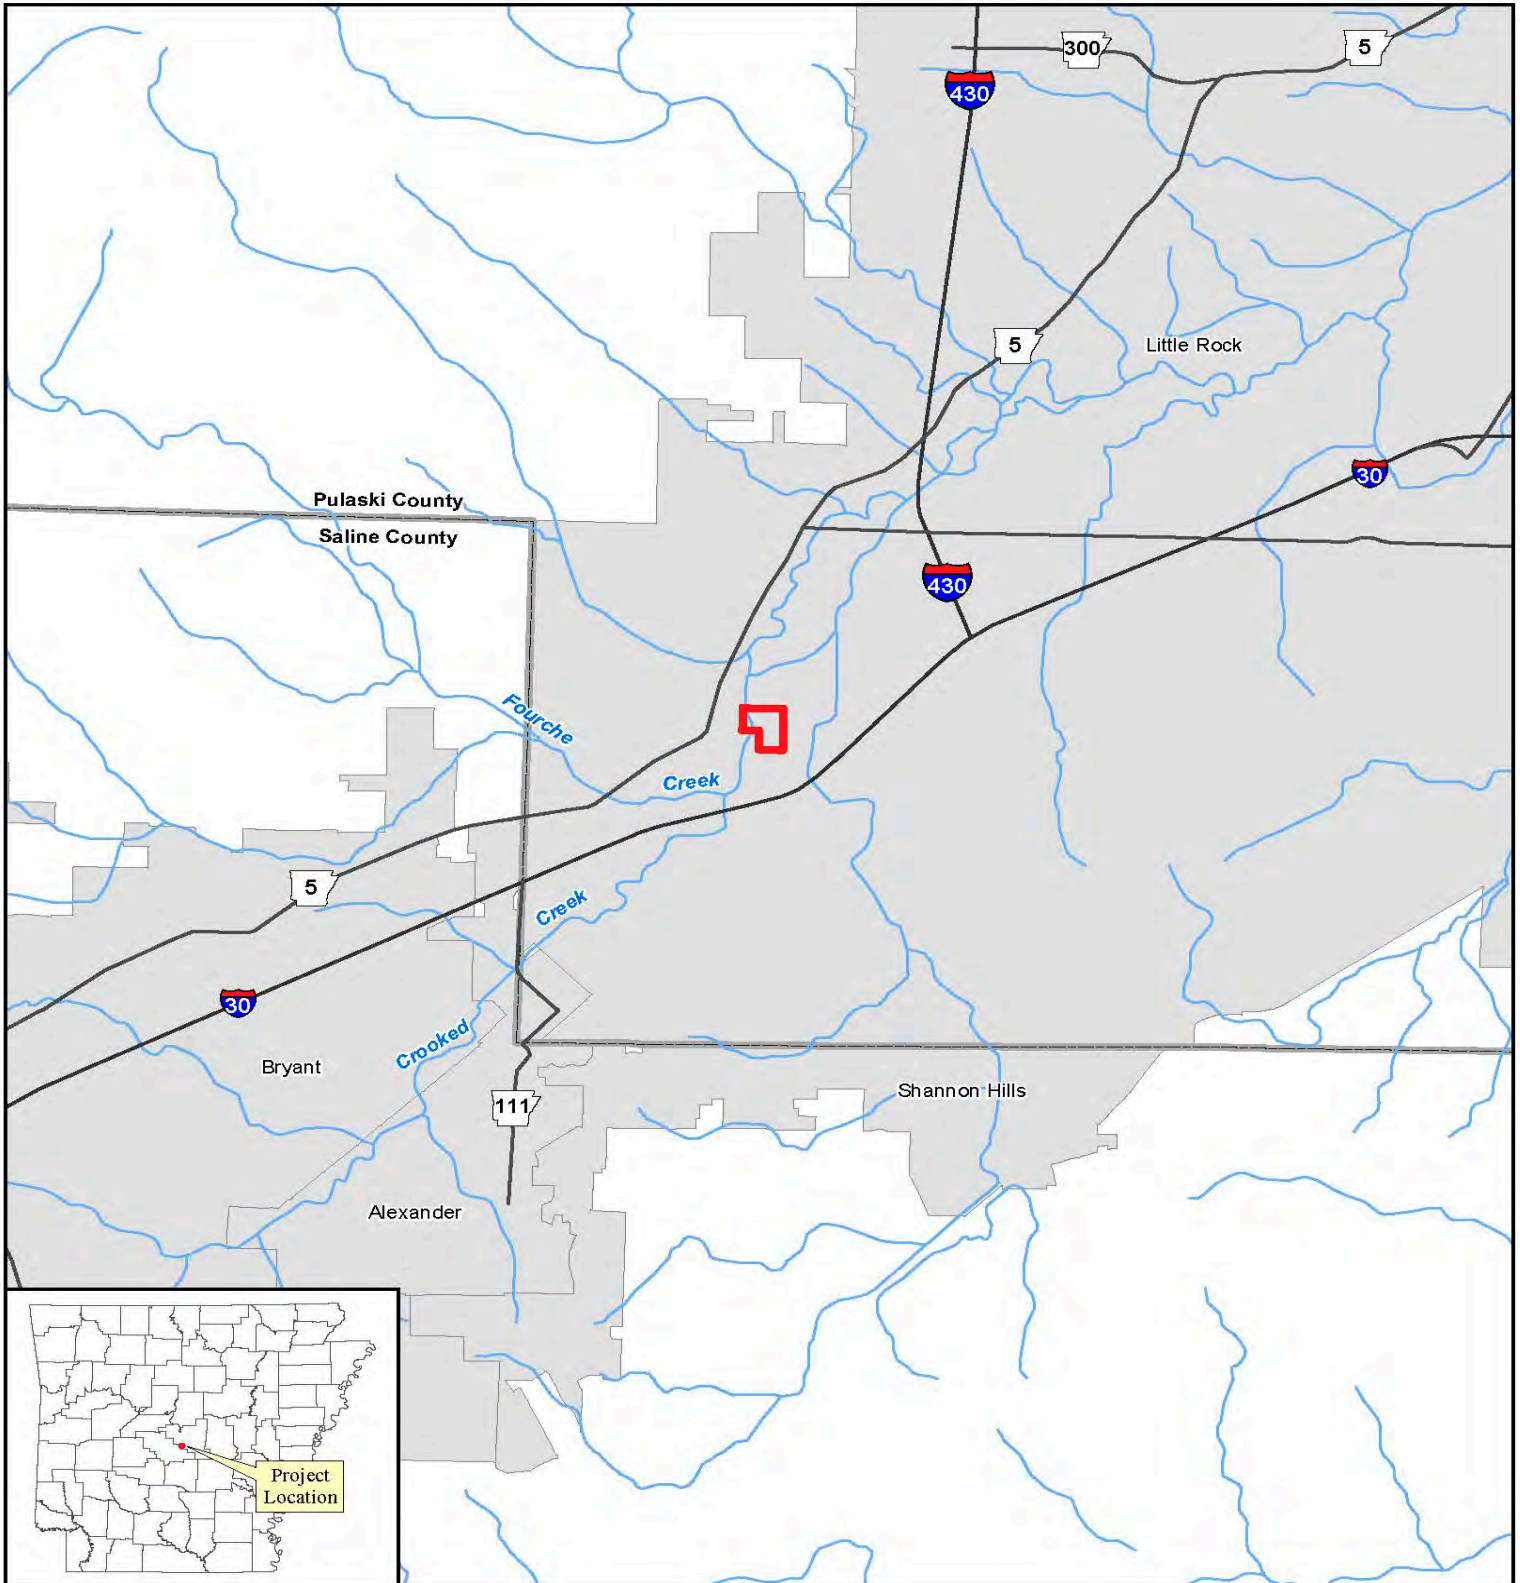 300
5
430
5
Little Rock
30
Pulaski County
Saline County
430
Fourche
Creek
5
Creek
30
Crooked
Bryant
Shannon Hills
111
Alexander
Project
Location